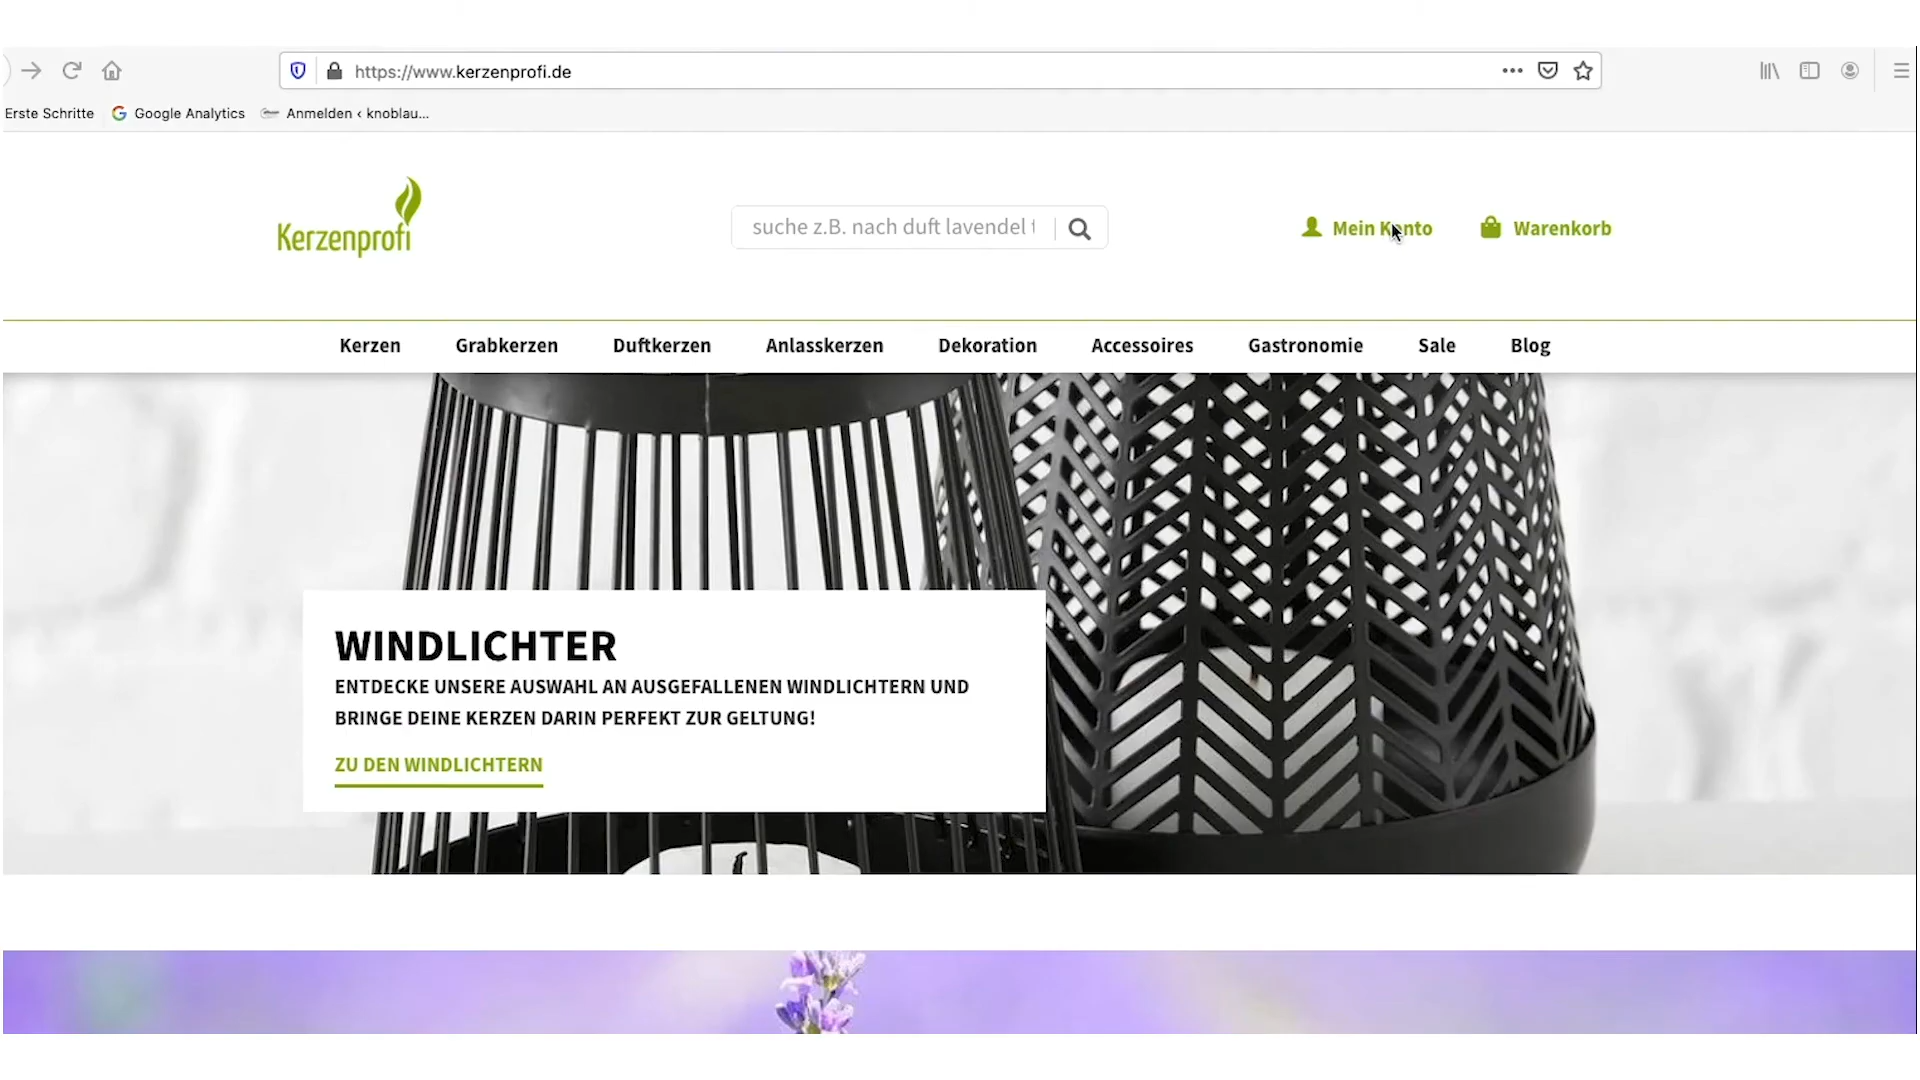 https://www.kerzenprofi.de
Erste Schritte Google Analytics Anmelden ‹ knoblau...
Kerzenprofi
suche z.B. nach duft lavendel
Mein Konto Warenkorb
Kerzen Grabkerzen Duftkerzen Anlasskerzen Dekoration Accessoires Gastronomie Sale Blog
WINDLICHTER
ENTDECKE UNSERE AUSWAHL AN AUSGEFALLENEN WINDLICHTERN UND
BRINGE DEINE KERZEN DARIN PERFEKT ZUR GELTUNG!
ZU DEN WINDLICHTERN